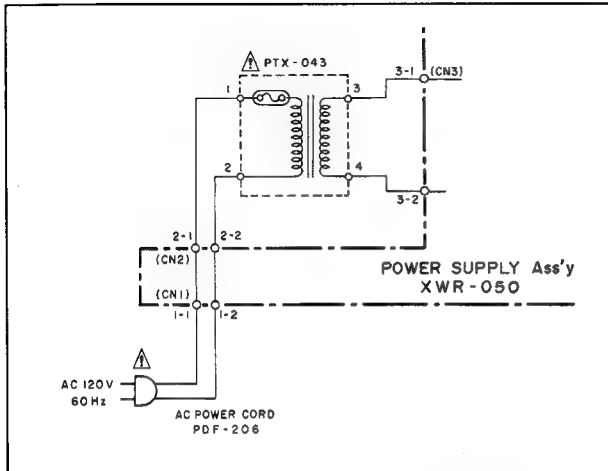 PTX-043
1
3
3-1
(CN3)
2
4
3-2
2-1
2-2
(CN2)
POWER SUPPLY Ass'y
XWR-050
(CN1)
1-1
1-2
AC 120V
60Hz
AC POWER CORD
PDF-206